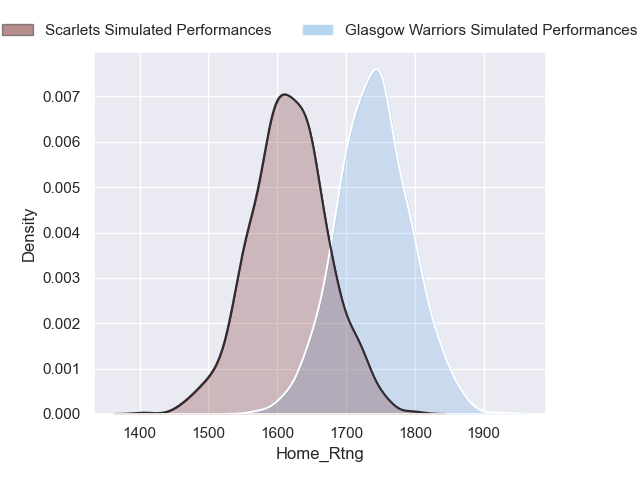 Scarlets Simulated Performances Glasgow Warriors Simulated Performances
0.007
0.006
0.005
0.004
0.003
0.002
0.001
0.000
Density
1400 1500 1600 1700 1800 1900
Home_Rtng